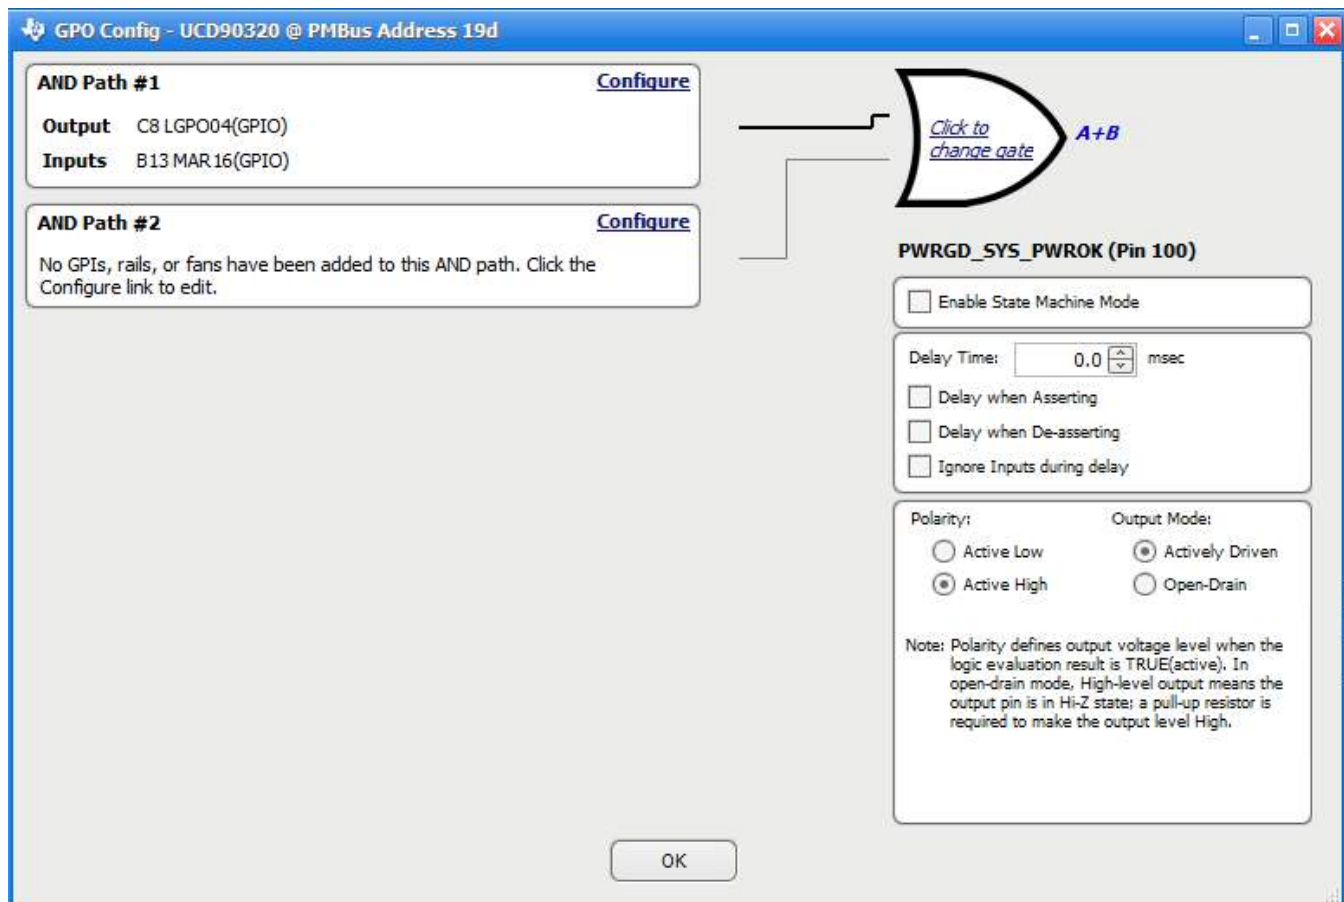 GPO Config - UCD90320 @ PMBus Address 19d
AND Path #1
Configure
Output C8 LGPO04(GPIO)
Inputs B13 MAR16(GPIO)
AND Path #2
Configure
No GPIs, rails, or fans have been added to this AND path. Click the
Configure link to edit.
Click to
change gate
A+B
PWRGD_SYS_PWROK (Pin 100)
Enable State Machine Mode
Delay Time: 0.0 msec
Delay when Asserting
Delay when De-asserting
Ignore Inputs during delay
Polarity: Output Mode:
Active Low Actively Driven
Active High Open-Drain
Note: Polarity defines output voltage level when the
logic evaluation result is TRUE(active). In
open-drain mode, High-level output means the
output pin is in Hi-Z state; a pull-up resistor is
required to make the output level High.
OK